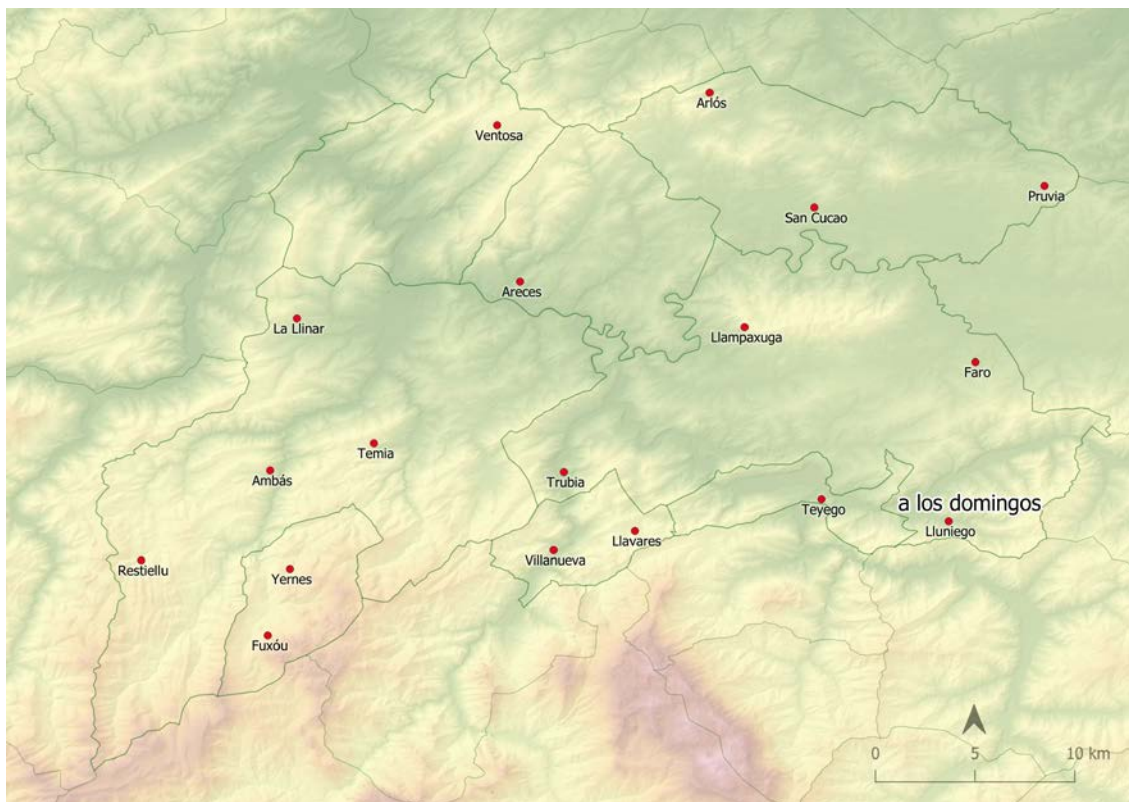 Arlós
Ventosa
Pruvia
San Cucao
Areces
La Llinar
Llampaxuga
Faro
Temia
Ambás
Trubia
a los domingos
Teyego
Lluniego
Llavares
Villanueva
Restiellu
Yernes
Fuxóu
0 5 10 km